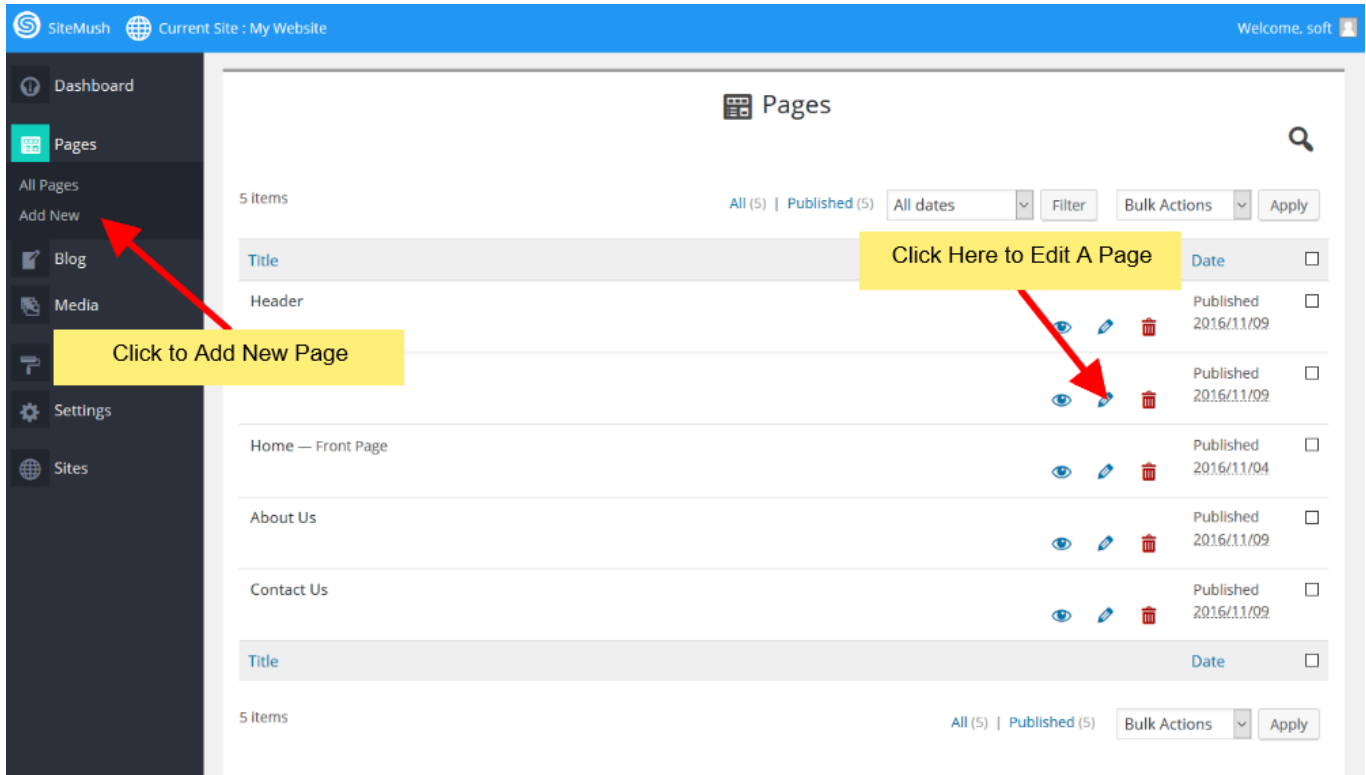 SiteMush Current Site : My Website Welcome, soft
Dashboard
Pages
All Pages
Add New
Blog
Media
Settings
Sites
Pages
5 items All (5) | Published (5) All dates Filter Bulk Actions Apply
Title Date
Header Published
2016/11/09
Published
2016/11/09
Home — Front Page Published
2016/11/04
About Us Published
2016/11/09
Contact Us Published
2016/11/09
Title Date
5 items All (5) | Published (5) Bulk Actions Apply
Click to Add New Page
Click Here to Edit A Page